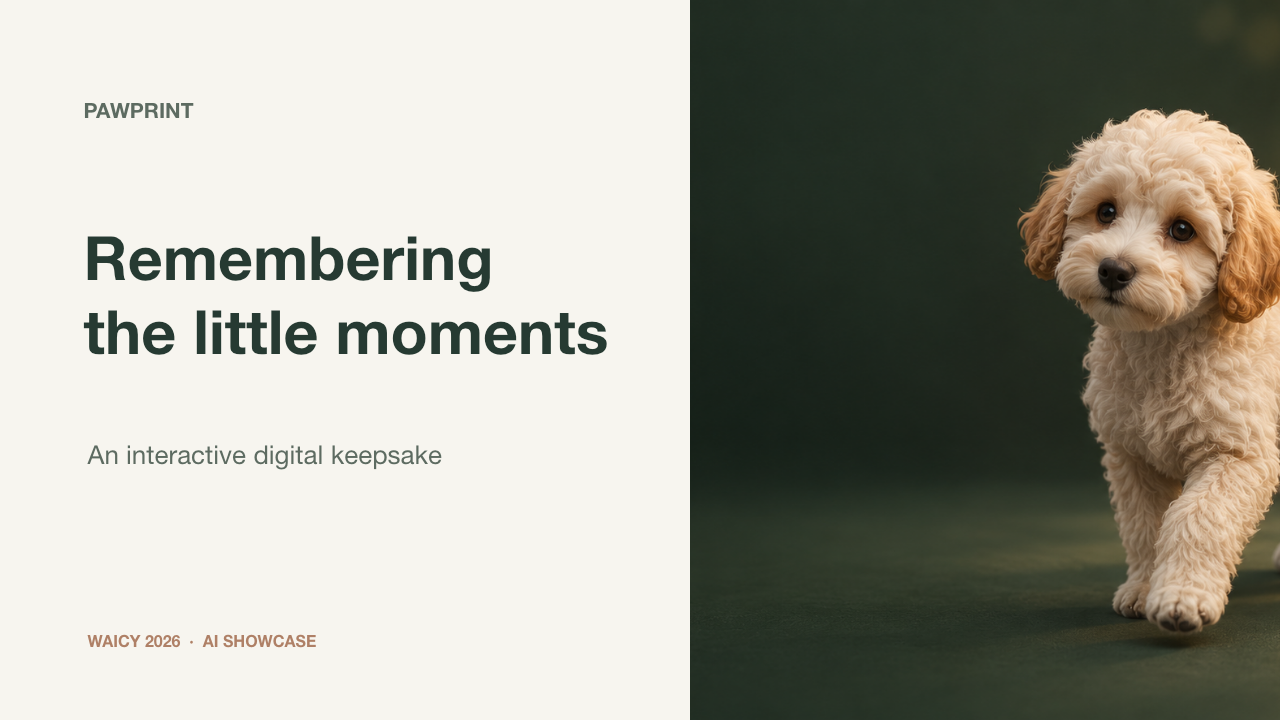 PAWPRINT
Remembering
the little moments
An interactive digital keepsake
WAICY 2026 · AI SHOWCASE